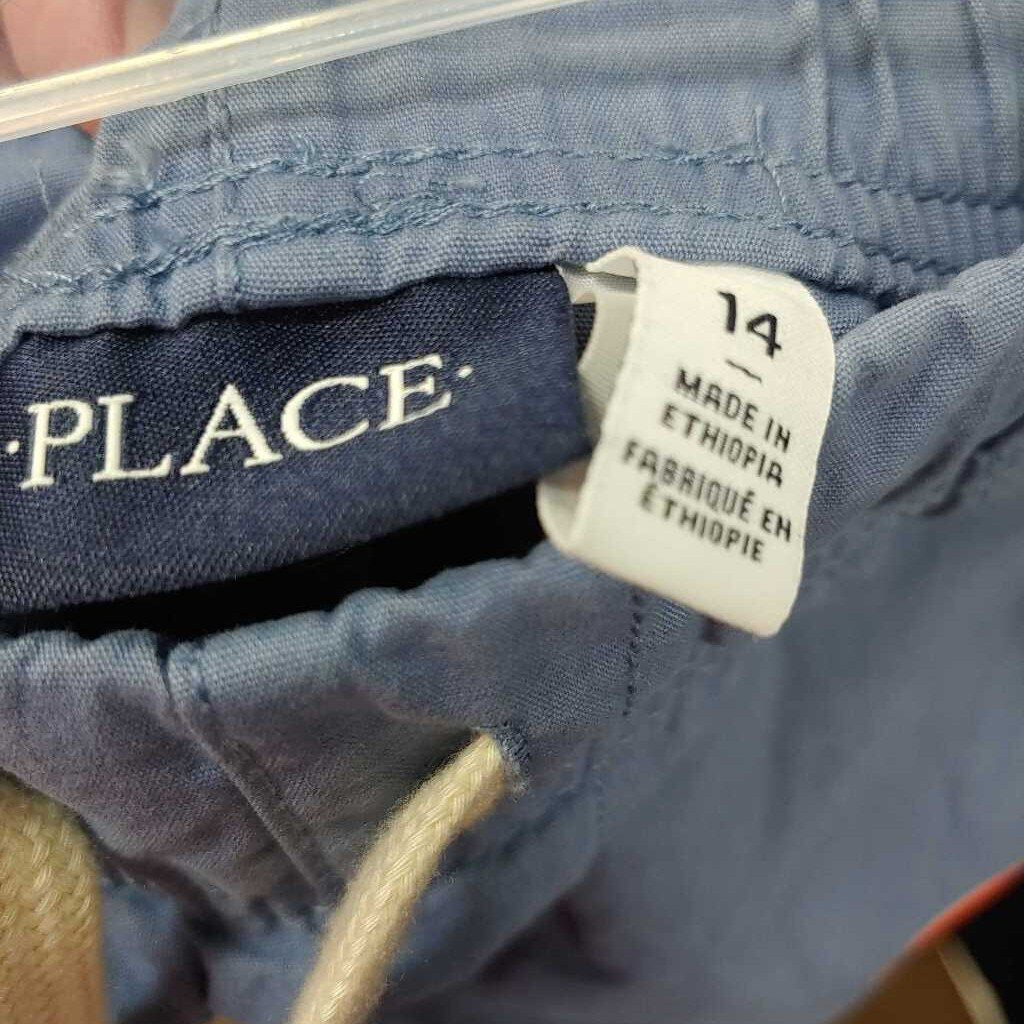 ·PLACE·
14
~
MADE IN
ETHIOPIA
FABRIQUÉ EN
ÉTHIOPIE